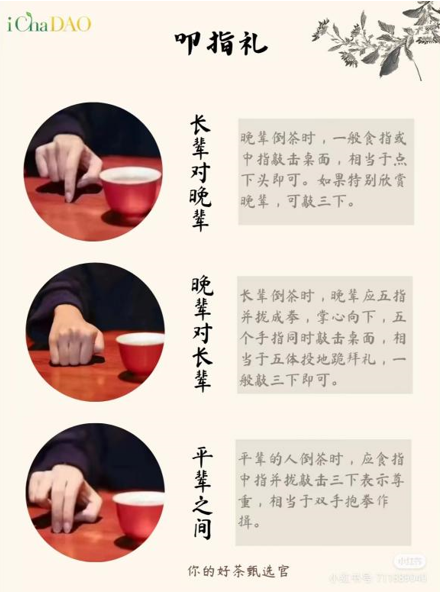 iChaDAO
叩指礼
长辈对晚辈
晚辈倒茶时，一般食指或
中指敲击桌面，相当于点
下头即可。如果特别欣赏
晚辈，可敲三下。
晚辈对长辈
长辈倒茶时，晚辈应五指
并拢成拳，掌心向下，五
个手指同时敲击桌面，相
当于五体投地跪拜礼，一
般敲三下即可。
平辈之间
平辈的人倒茶时，应食指
中指并拢敲击三下表示尊
重，相当于双手抱拳作
揖。
你的好茶甄选官
小红书